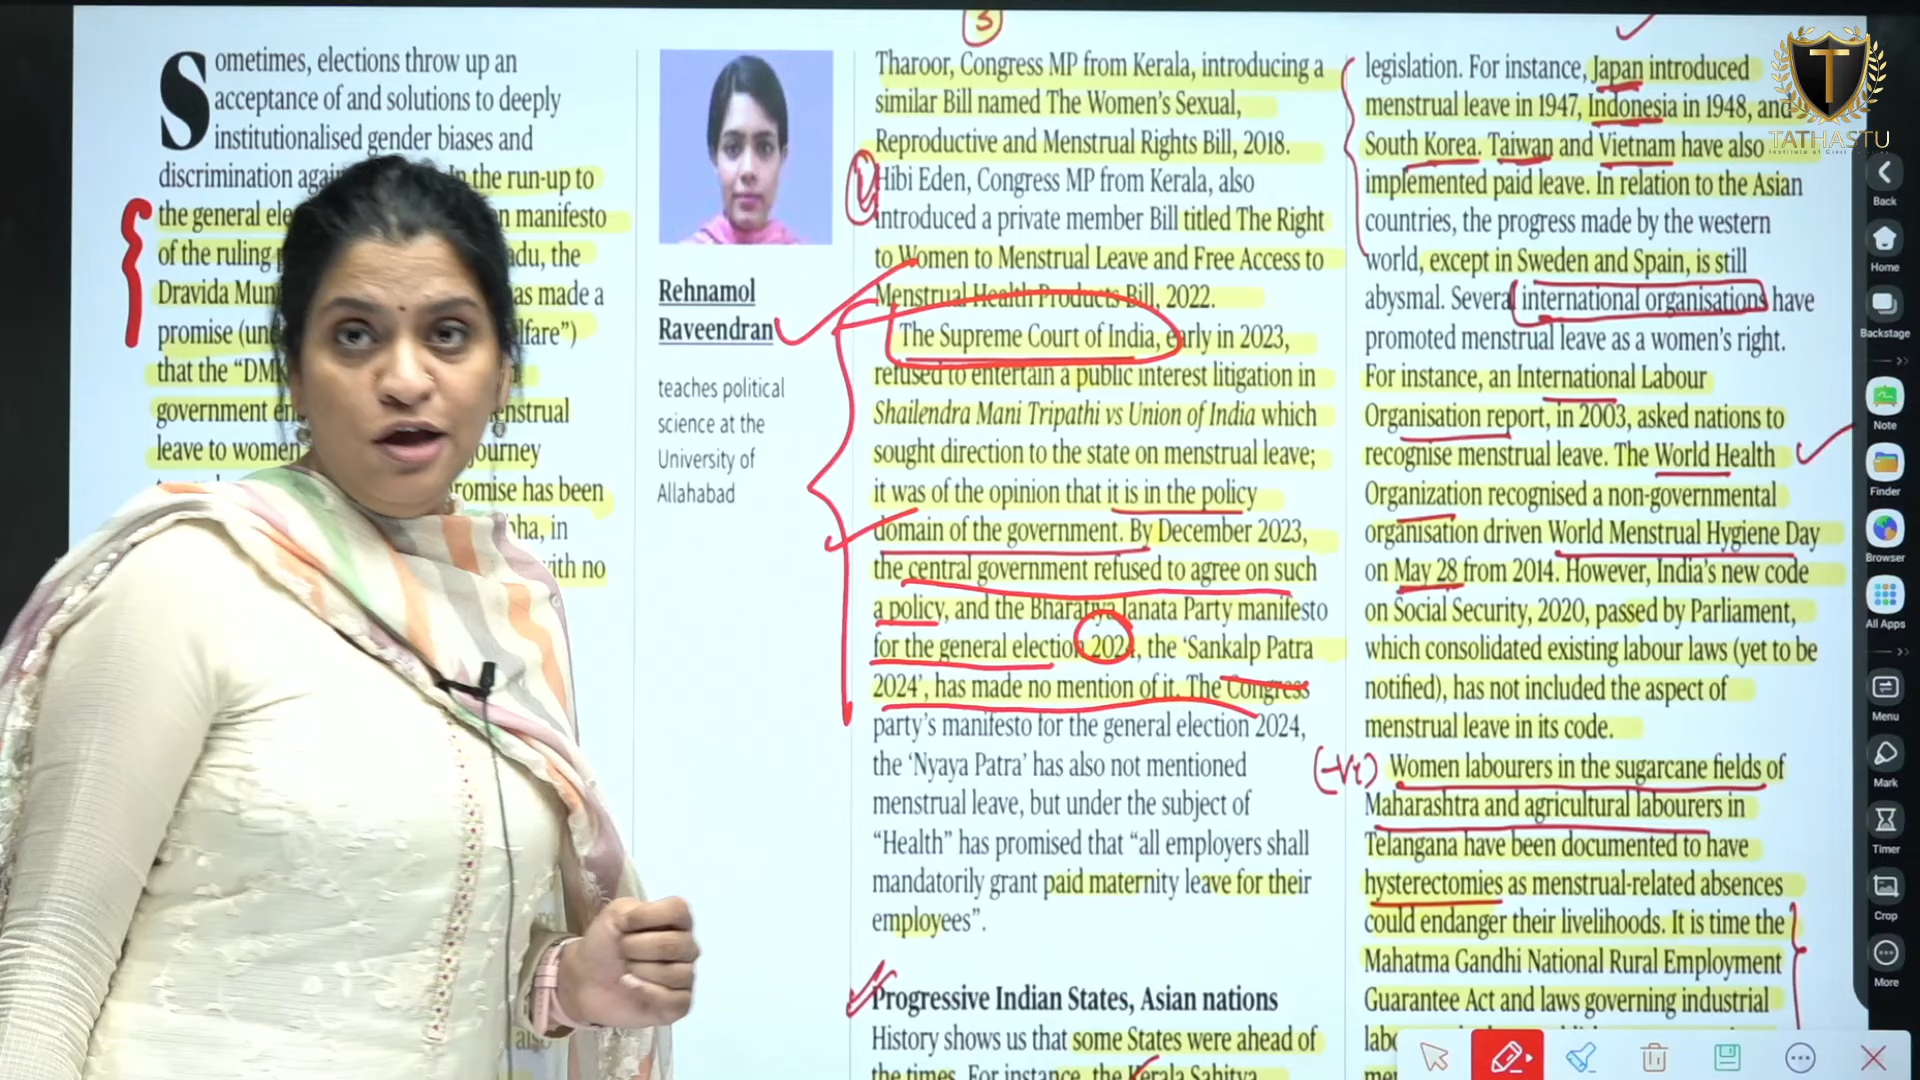 3
Sometimes, elections throw up an
acceptance of and solutions to deeply
institutionalised gender biases and
discrimination the run-up to
the general manifesto
of the ruling the
Dravida as made a
promise
that the
government
leave to women journey
romise has been
in
with no
Rehnamol
Raveendran
teaches political
science at the
University of
Allahabad
Tharoor, Congress MP from Kerala, introducing a
similar Bill named The Women's Sexual,
Reproductive and Menstrual Rights Bill, 2018.
Hibi Eden, Congress MP from Kerala, also
introduced a private member Bill titled The Right
to Women to Menstrual Leave and Free Access to
Menstrual Health Products Bill, 2022.
The Supreme Court of India, early in 2023,
refused to entertain a public interest litigation in
Shailendra Mani Tripathi vs Union of India which
sought direction to the state on menstrual leave;
it was of the opinion that it is in the policy
domain of the government. By December 2023,
the central government refused to agree on such
a policy, and the Bharatiya Janata Party manifesto
for the general election 2024, the 'Sankalp Patra
2024', has made no mention of it. The Congress
party's manifesto for the general election 2024,
the 'Nyaya Patra' has also not mentioned
menstrual leave, but under the subject of
"Health" has promised that "all employers shall
mandatorily grant paid maternity leave for their
employees".
Progressive Indian States, Asian nations
History shows us that some States were ahead of
the times. For instance, the Kerala Sahitya
legislation. For instance, Japan introduced
menstrual leave in 1947, Indonesia in 1948, and
South Korea. Taiwan and Vietnam have also
implemented paid leave. In relation to the Asian
countries, the progress made by the western
world, except in Sweden and Spain, is still
abysmal. Several international organisations have
promoted menstrual leave as a women's right.
For instance, an International Labour
Organisation report, in 2003, asked nations to
recognise menstrual leave. The World Health
Organization recognised a non-governmental
organisation driven World Menstrual Hygiene Day
on May 28 from 2014. However, India's new code
on Social Security, 2020, passed by Parliament,
which consolidated existing labour laws (yet to be
notified), has not included the aspect of
menstrual leave in its code.
(-ve) Women labourers in the sugarcane fields of
Maharashtra and agricultural labourers in
Telangana have been documented to have
hysterectomies as menstrual-related absences
could endanger their livelihoods. It is time the
Mahatma Gandhi National Rural Employment
Guarantee Act and laws governing industrial
T
TATHASTU
Back
Home
Backstage
Note
Finder
Browser
All Apps
Menu
Mark
Timer
Crop
More